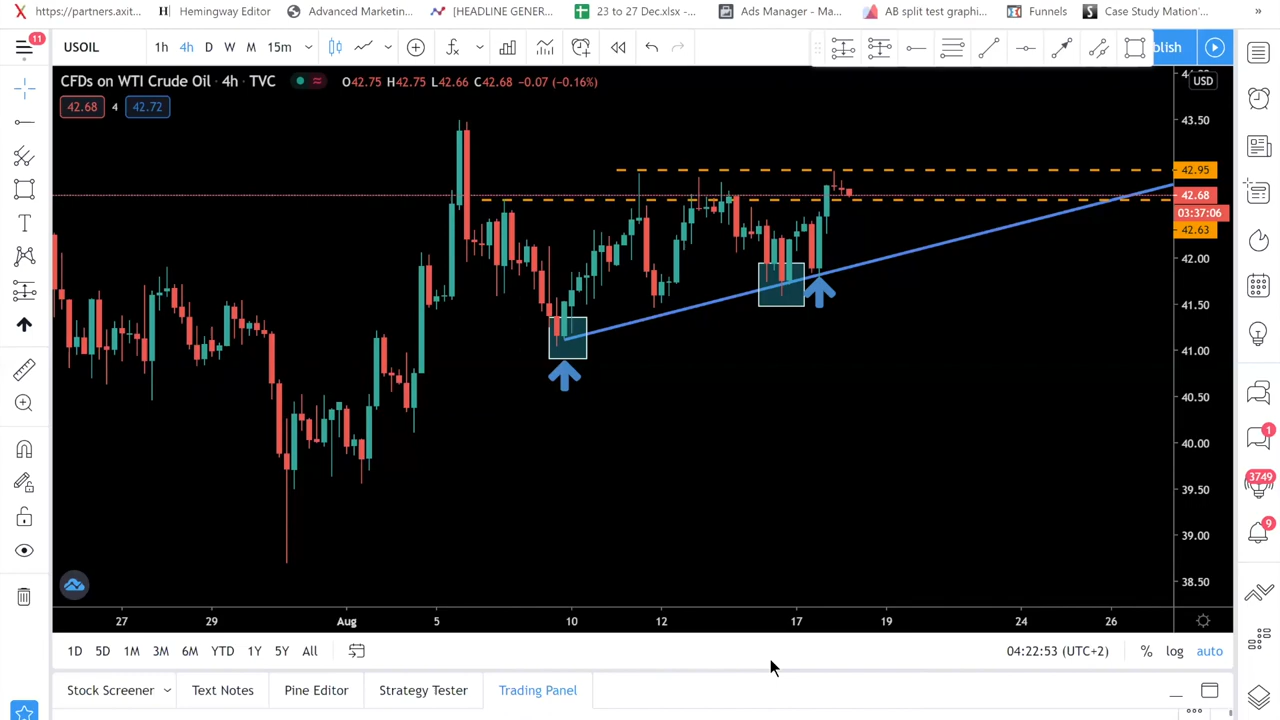 https://partners.axit... Hemingway Editor Advanced Marketin... [HEADLINE GENER... 23 to 27 Dec.xlsx -... Ads Manager - Ma... AB split test graphi... Funnels Case Study Mation'... »
11 USOIL 1h 4h D W M 15m blish
CFDs on WTI Crude Oil · 4h · TVC O42.75 H42.75 L42.66 C42.68 −0.07 (−0.16%) USD
42.68 4 42.72
43.50
42.95
42.68
03:37:06
42.63
42.00
41.50
41.00
40.50
40.00
39.50
39.00
38.50
1
3749
9
27 29 Aug 5 10 12 17 19 24 26
1D 5D 1M 3M 6M YTD 1Y 5Y All 04:22:53 (UTC+2) % log auto
Stock Screener Text Notes Pine Editor Strategy Tester Trading Panel